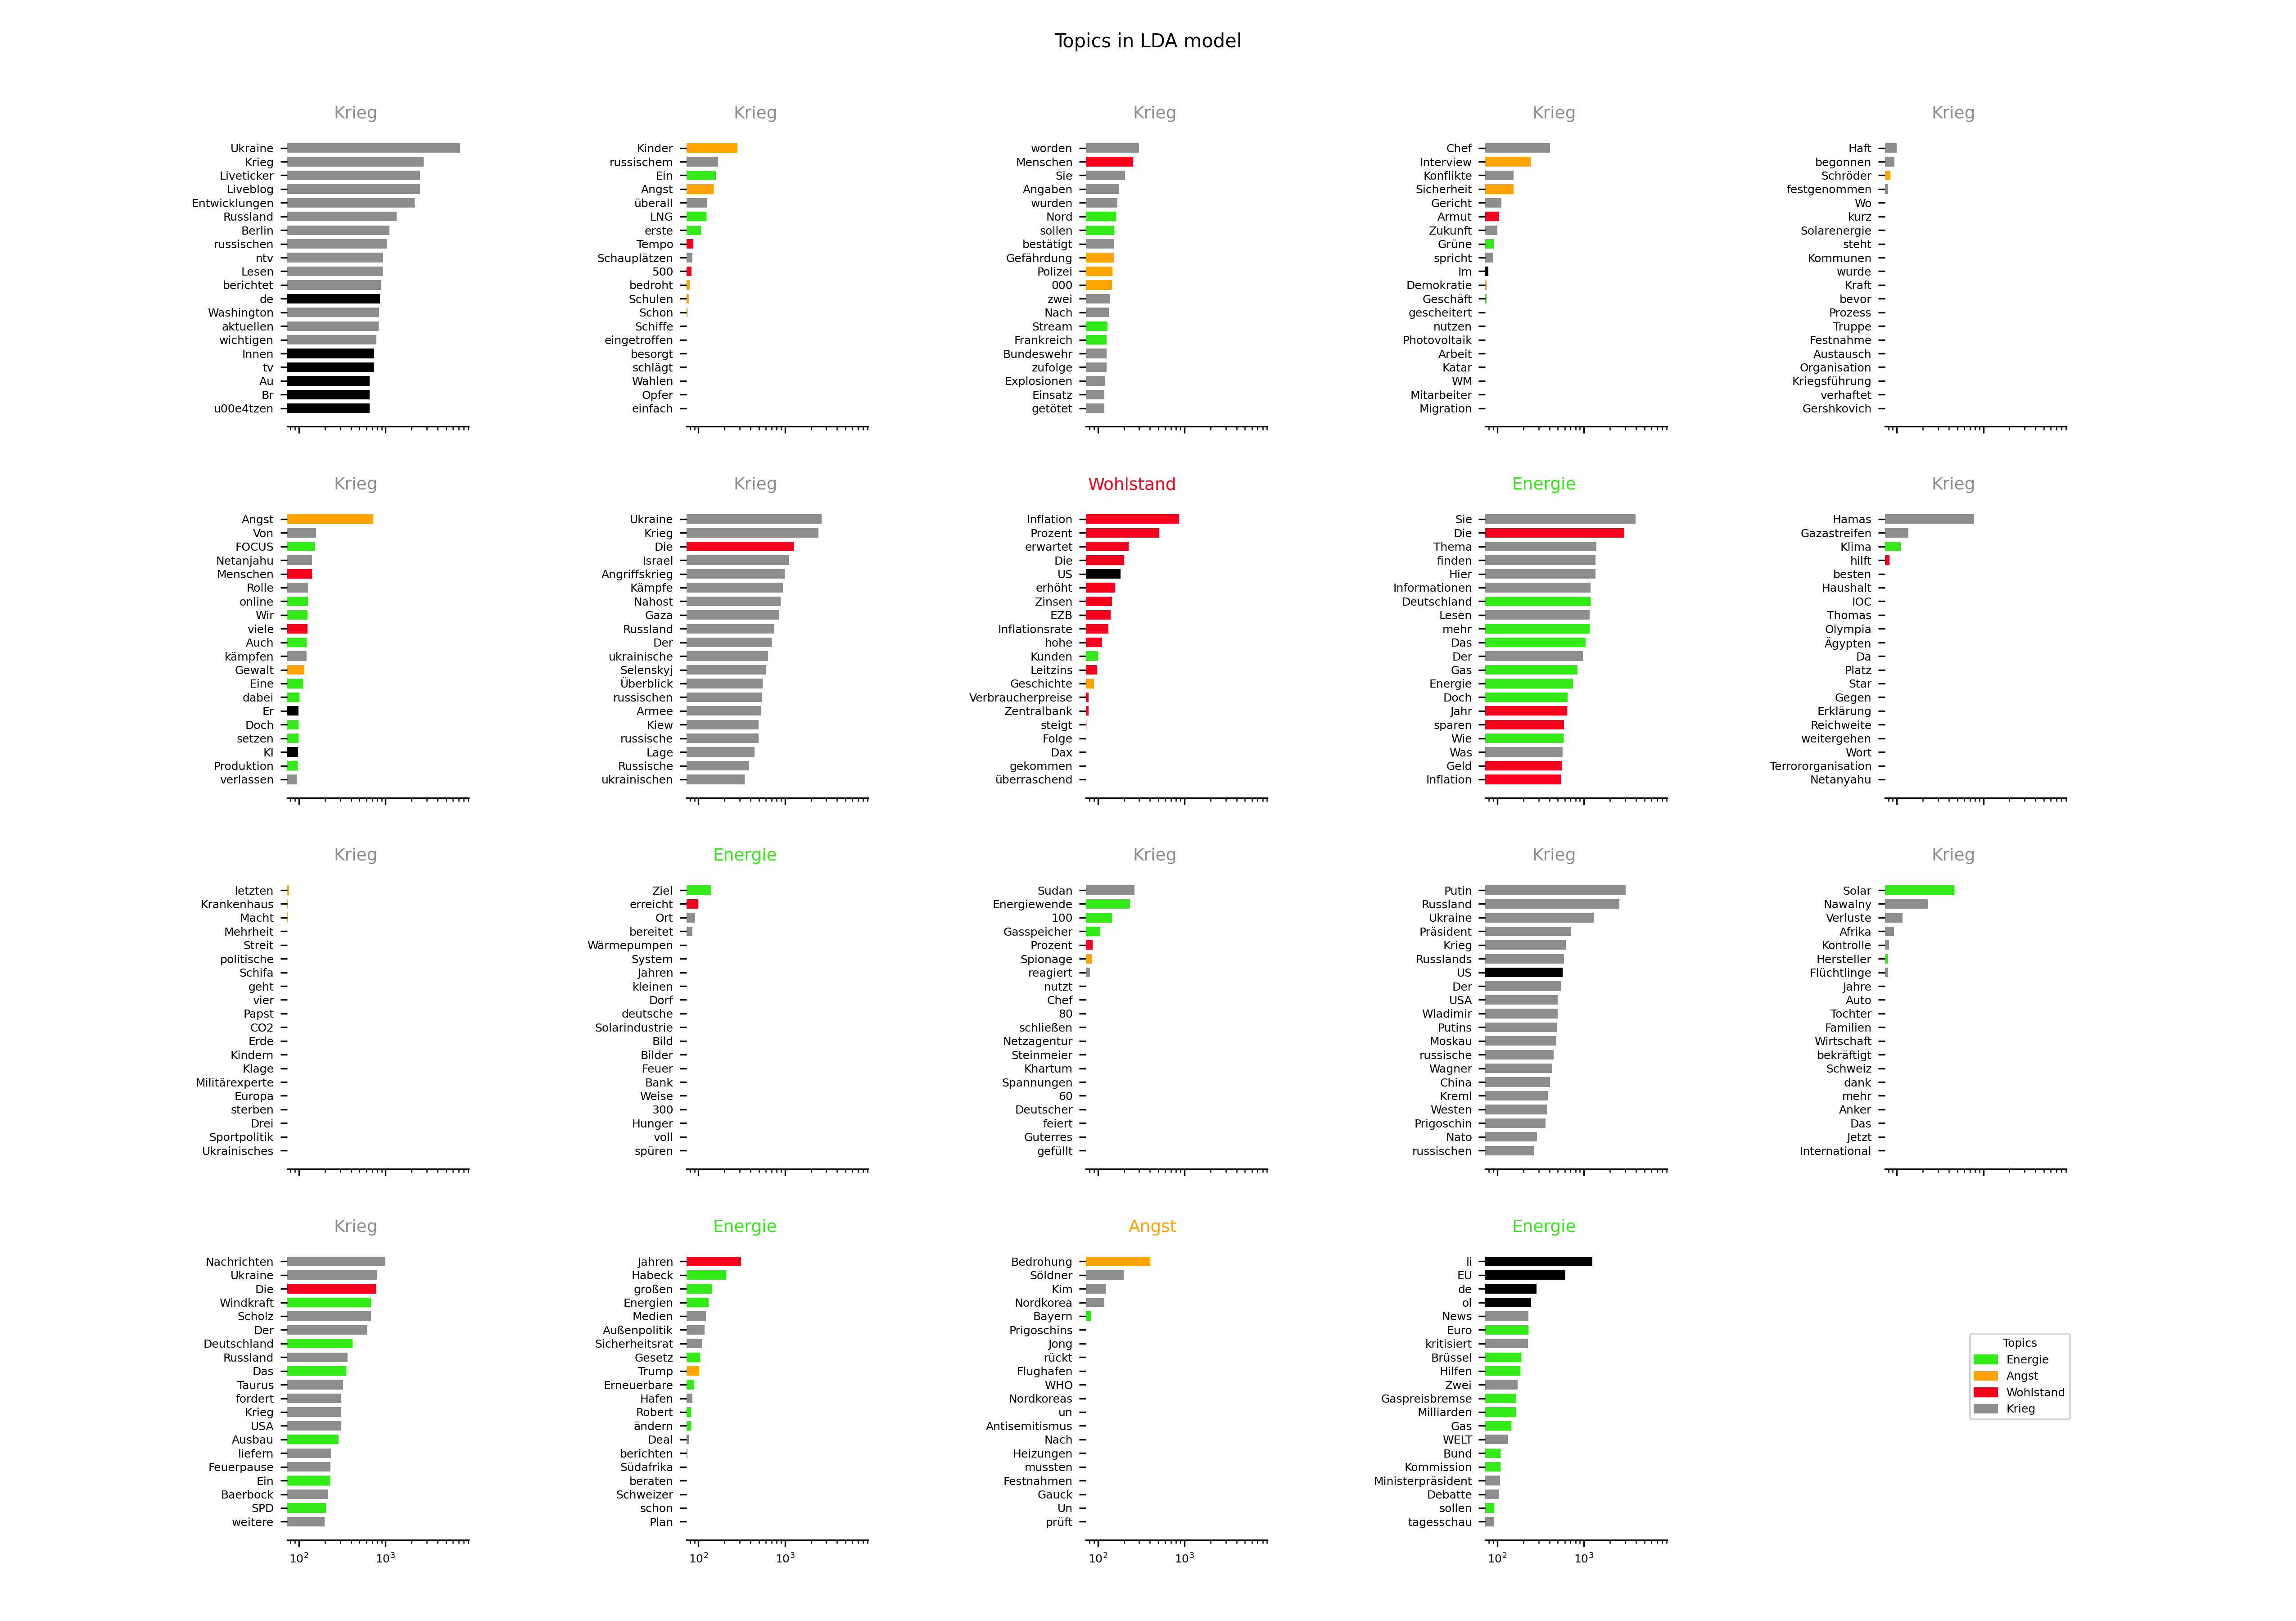 Topics in LDA model
Krieg
Ukraine
Krieg
Liveticker
Liveblog
Entwicklungen
Russland
Berlin
russischen
ntv
Lesen
berichtet
de
Washington
aktuellen
wichtigen
Innen
tv
Au
Br
u00e4tzen
Krieg
Kinder
russischem
Ein
Angst
überall
LNG
erste
Tempo
Schauplätzen
500
bedroht
Schulen
Schon
Schiffe
eingetroffen
besorgt
schlägt
Wahlen
Opfer
einfach
Krieg
worden
Menschen
Sie
Angaben
wurden
Nord
sollen
bestätigt
Gefährdung
Polizei
000
zwei
Nach
Stream
Frankreich
Bundeswehr
zufolge
Explosionen
Einsatz
getötet
Krieg
Chef
Interview
Konflikte
Sicherheit
Gericht
Armut
Zukunft
Grüne
spricht
Im
Demokratie
Geschäft
gescheitert
nutzen
Photovoltaik
Arbeit
Katar
WM
Mitarbeiter
Migration
Krieg
Haft
begonnen
Schröder
festgenommen
Wo
kurz
Solarenergie
steht
Kommunen
wurde
Kraft
bevor
Prozess
Truppe
Festnahme
Austausch
Organisation
Kriegsführung
verhaftet
Gershkovich
Krieg
Angst
Von
FOCUS
Netanjahu
Menschen
Rolle
online
Wir
viele
Auch
kämpfen
Gewalt
Eine
dabei
Er
Doch
setzen
KI
Produktion
verlassen
Krieg
Ukraine
Krieg
Die
Israel
Angriffskrieg
Kämpfe
Nahost
Gaza
Russland
Der
ukrainische
Selenskyj
Überblick
russischen
Armee
Kiew
russische
Lage
Russische
ukrainischen
Wohlstand
Inflation
Prozent
erwartet
Die
US
erhöht
Zinsen
EZB
Inflationsrate
hohe
Kunden
Leitzins
Geschichte
Verbraucherpreise
Zentralbank
steigt
Folge
Dax
gekommen
überraschend
Energie
Sie
Die
Thema
finden
Hier
Informationen
Deutschland
Lesen
mehr
Das
Der
Gas
Energie
Doch
Jahr
sparen
Wie
Was
Geld
Inflation
Krieg
Hamas
Gazastreifen
Klima
hilft
besten
Haushalt
IOC
Thomas
Olympia
Ägypten
Da
Platz
Star
Gegen
Erklärung
Reichweite
weitergehen
Wort
Terrororganisation
Netanyahu
Krieg
letzten
Krankenhaus
Macht
Mehrheit
Streit
politische
Schifa
geht
vier
Papst
CO2
Erde
Kindern
Klage
Militärexperte
Europa
sterben
Drei
Sportpolitik
Ukrainisches
Energie
Ziel
erreicht
Ort
bereitet
Wärmepumpen
System
Jahren
kleinen
Dorf
deutsche
Solarindustrie
Bild
Bilder
Feuer
Bank
Weise
300
Hunger
voll
spüren
Krieg
Sudan
Energiewende
100
Gasspeicher
Prozent
Spionage
reagiert
nutzt
Chef
80
schließen
Netzagentur
Steinmeier
Khartum
Spannungen
60
Deutscher
feiert
Guterres
gefüllt
Krieg
Putin
Russland
Ukraine
Präsident
Krieg
Russlands
US
Der
USA
Wladimir
Putins
Moskau
russische
Wagner
China
Kreml
Westen
Prigoschin
Nato
russischen
Krieg
Solar
Nawalny
Verluste
Afrika
Kontrolle
Hersteller
Flüchtlinge
Jahre
Auto
Tochter
Familien
Wirtschaft
bekräftigt
Schweiz
dank
mehr
Anker
Das
Jetzt
International
Krieg
Nachrichten
Ukraine
Die
Windkraft
Scholz
Der
Deutschland
Russland
Das
Taurus
fordert
Krieg
USA
Ausbau
liefern
Feuerpause
Ein
Baerbock
SPD
weitere
10² 10³
Energie
Jahren
Habeck
großen
Energien
Medien
Außenpolitik
Sicherheitsrat
Gesetz
Trump
Erneuerbare
Hafen
Robert
ändern
Deal
berichten
Südafrika
beraten
Schweizer
schon
Plan
10² 10³
Angst
Bedrohung
Söldner
Kim
Nordkorea
Bayern
Prigoschins
Jong
rückt
Flughafen
WHO
Nordkoreas
un
Antisemitismus
Nach
Heizungen
mussten
Festnahmen
Gauck
Un
prüft
10² 10³
Energie
li
EU
de
ol
News
Euro
kritisiert
Brüssel
Hilfen
Zwei
Gaspreisbremse
Milliarden
Gas
WELT
Bund
Kommission
Ministerpräsident
Debatte
sollen
tagesschau
10² 10³
Topics
Energie
Angst
Wohlstand
Krieg